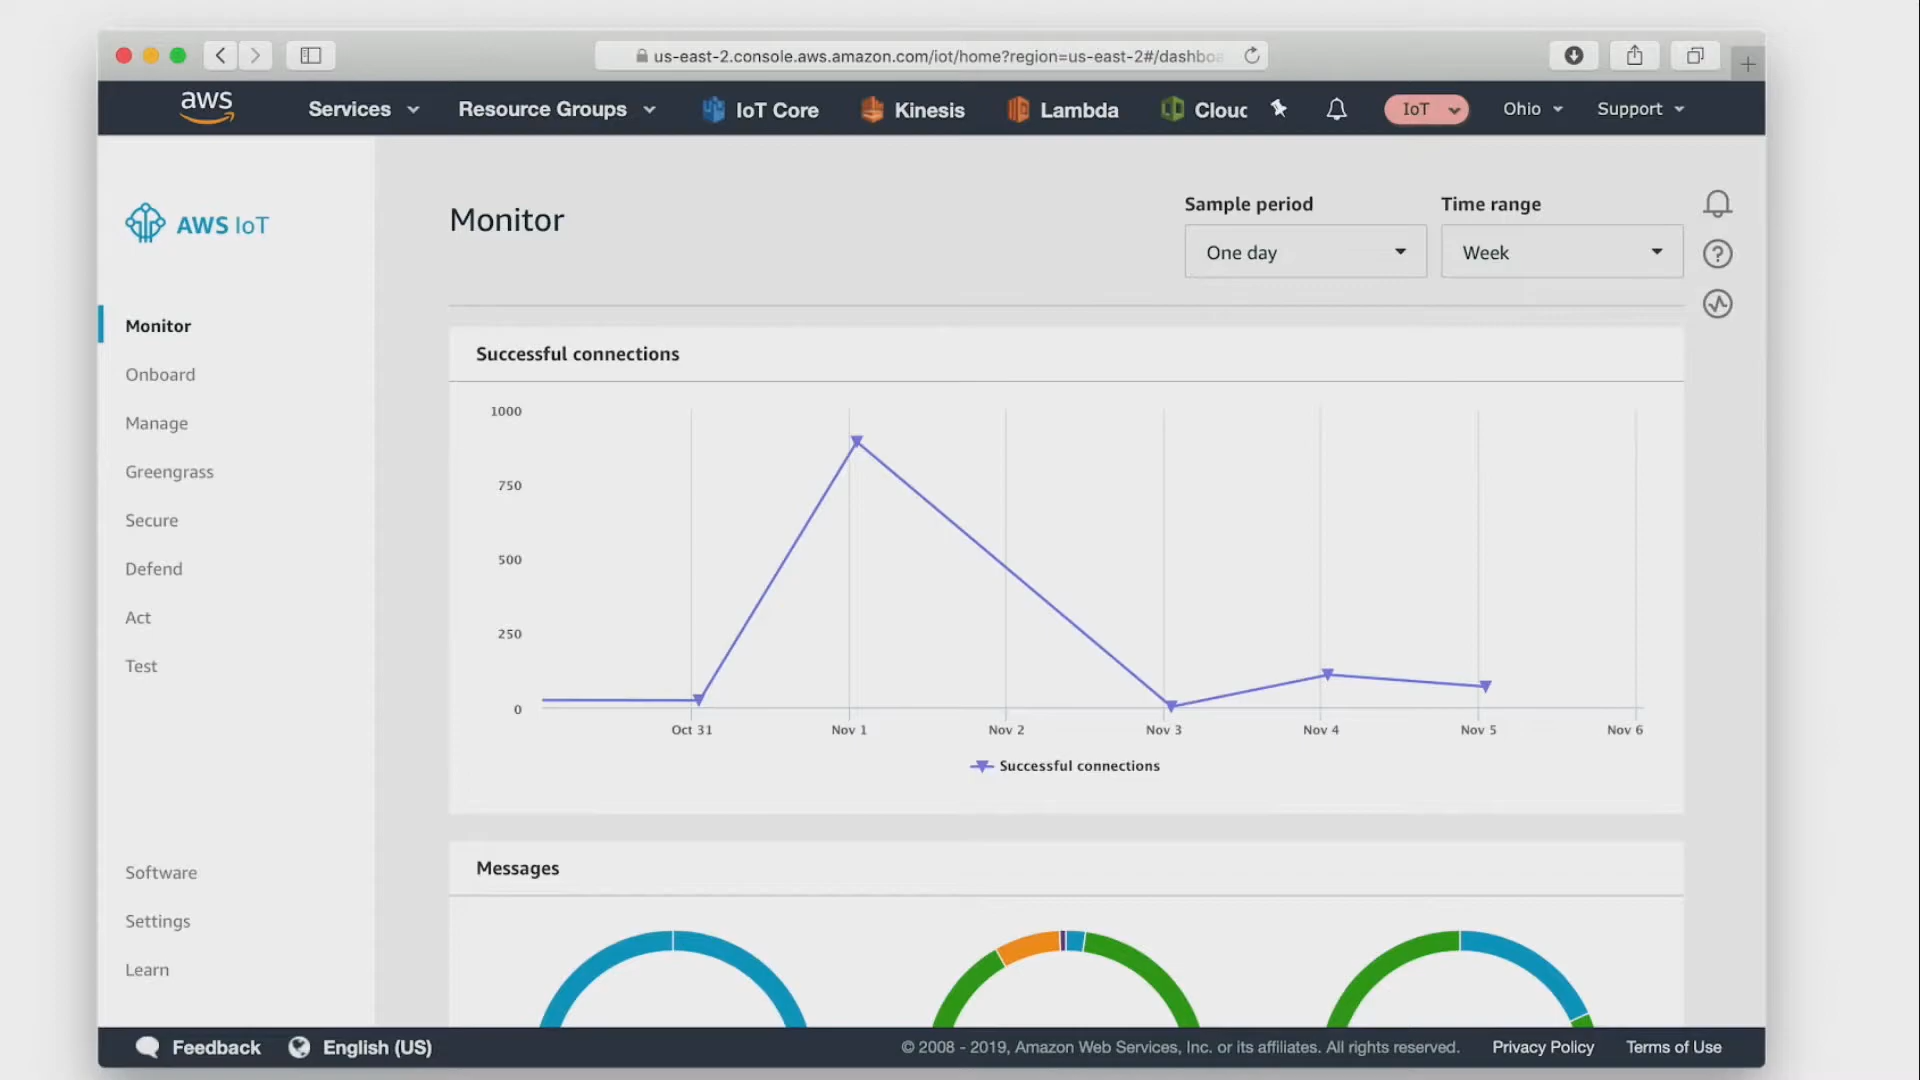 us-east-2.console.aws.amazon.com/iot/home?region=us-east-2#/dashboa
aws
Services
Resource Groups
IoT Core
Kinesis
Lambda
Clouc
IoT
Ohio
Support
AWS IoT
Monitor
Onboard
Manage
Greengrass
Secure
Defend
Act
Test
Software
Settings
Learn
Monitor
Sample period
One day
Time range
Week
Successful connections
1000
750
500
250
0
Oct 31
Nov 1
Nov 2
Nov 3
Nov 4
Nov 5
Nov 6
Successful connections
Messages
Feedback
English (US)
© 2008 - 2019, Amazon Web Services, Inc. or its affiliates. All rights reserved.
Privacy Policy
Terms of Use